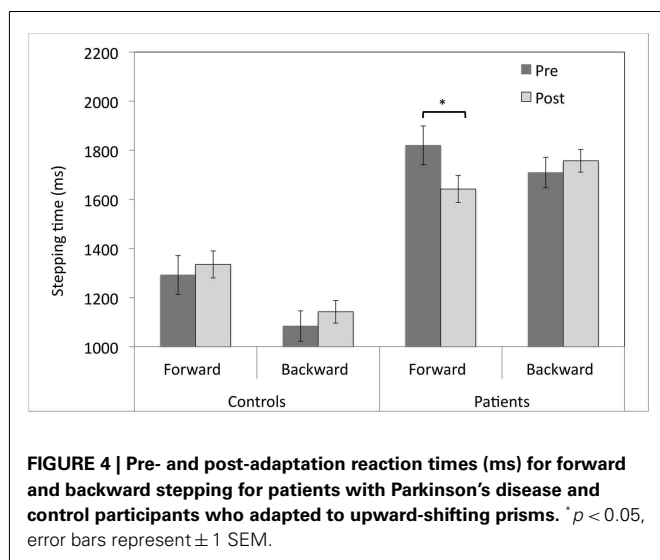 2200
2000
1800
1600
1400
1200
1000
Stepping time (ms)
Pre
Post
*
Forward Backward Forward Backward
Controls Patients
FIGURE 4 | Pre- and post-adaptation reaction times (ms) for forward
and backward stepping for patients with Parkinson's disease and
control participants who adapted to upward-shifting prisms. *p < 0.05,
error bars represent ± 1 SEM.